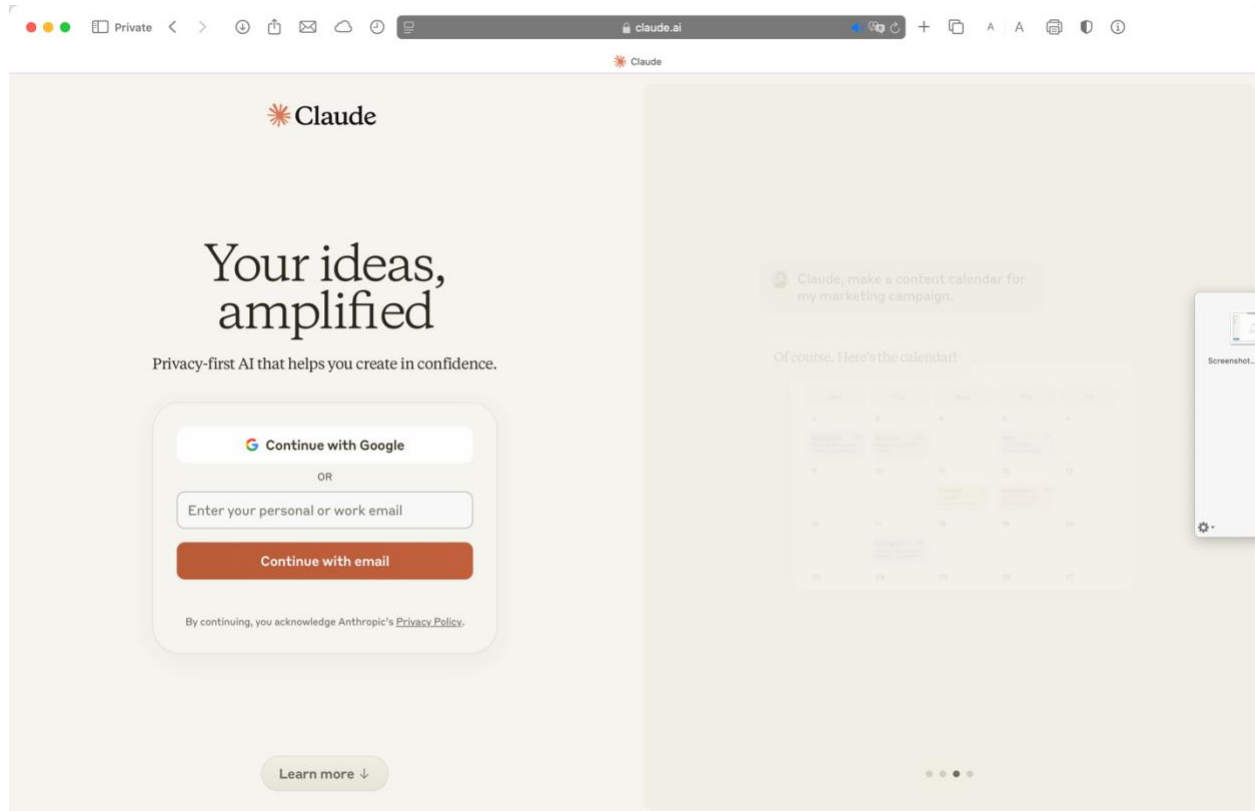 Private
claude.ai
A A
Claude
Claude
Your ideas,
amplified
Privacy-first AI that helps you create in confidence.
Continue with Google
OR
Enter your personal or work email
Continue with email
By continuing, you acknowledge Anthropic's Privacy Policy.
Learn more ↓
Claude, make a content calendar for
my marketing campaign.
Of course. Here's the calendar!
Screenshot...